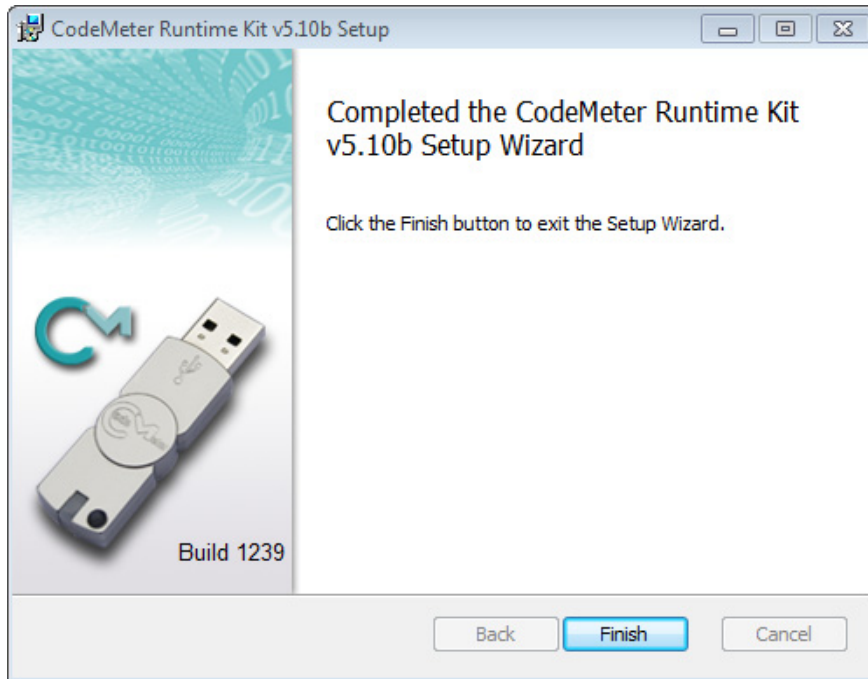 CodeMeter Runtime Kit v5.10b Setup
Completed the CodeMeter Runtime Kit
v5.10b Setup Wizard
Click the Finish button to exit the Setup Wizard.
CM
Build 1239
Back
Finish
Cancel